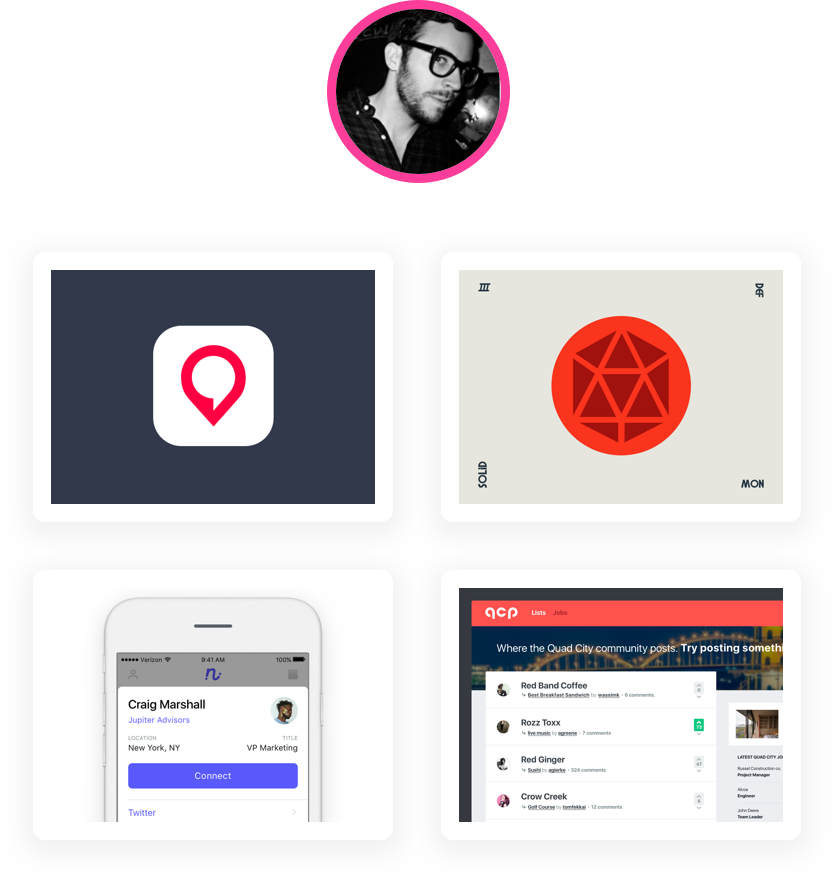 III
DEF
SOLID
MON
Verizon
9:41 AM
100%
n
Craig Marshall
Jupiter Advisors
LOCATION
TITLE
New York, NY
VP Marketing
Connect
Twitter
qcp
Lists
Jobs
Where the Quad City community posts. Try posting somethi
Red Band Coffee
Best Breakfast Sandwich by wassimk • 8 comments.
Rozz Toxx
73
live music by agreene • 7 comments
Red Ginger
47
Sushi by agierke • 324 comments
Crow Creek
Golf Course by tomfekkai • 12 comments
LATEST QUAD CITY JO
Russel Construction co.
Project Manager
Alcoa
Engineer
John Deere
Team Leader